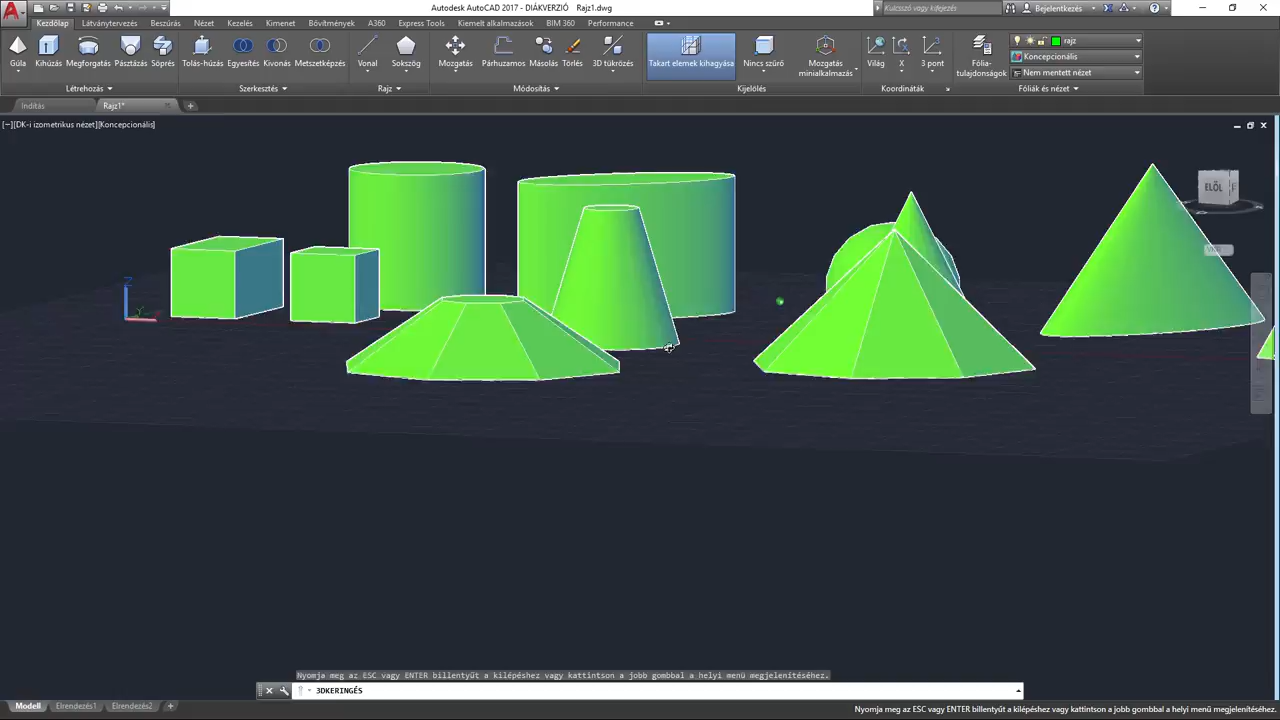 Autodesk AutoCAD 2017 - DIÁKVERZIÓ Rajz1.dwg
Kulcsszó vagy kifejezés
Bejelentkezés
Kezdőlap Látványtervezés Beszúrás Nézet Kezelés Kimenet Bővítmények A360 Express Tools Kiemelt alkalmazások BIM 360 Performance
Gúla Kihúzás Megforgatás Pásztázás Söprés Tolás-húzás Egyesítés Kivonás Metszetképzés Vonal Sokszög Mozgatás Párhuzamos Másolás Törlés 3D tükrözés Takart elemek kihagyása Nincs szűrő Mozgatás minialkalmazás Világ X 3 pont Fólia-tulajdonságok
rajz
Koncepcionális
Nem mentett nézet
Létrehozás Szerkesztés Rajz Módosítás Kijelölés Koordináták Fóliák és nézet
Indítás Rajz1*
[−][DK-i izometrikus nézet][Koncepcionális]
ELÖL
Z
Nyomja meg az ESC vagy ENTER billentyűt a kilépéshez vagy kattintson a jobb gombbal a helyi menü megjelenítéséhez.
3DKERINGÉS
Modell Elrendezés1 Elrendezés2
Nyomja meg az ESC vagy ENTER billentyűt a kilépéshez vagy kattintson a jobb gombbal a helyi menü megjelenítéséhez.